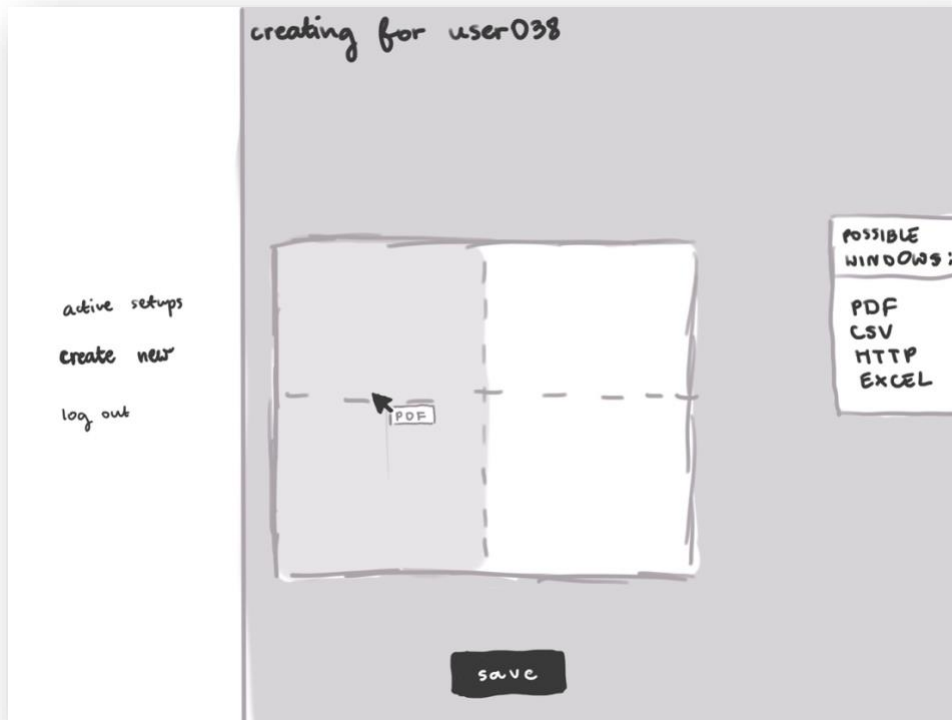 creating for user038
active setups
create new
log out
PDF
save
POSSIBLE
WINDOWS:
PDF
CSV
HTTP
EXCEL